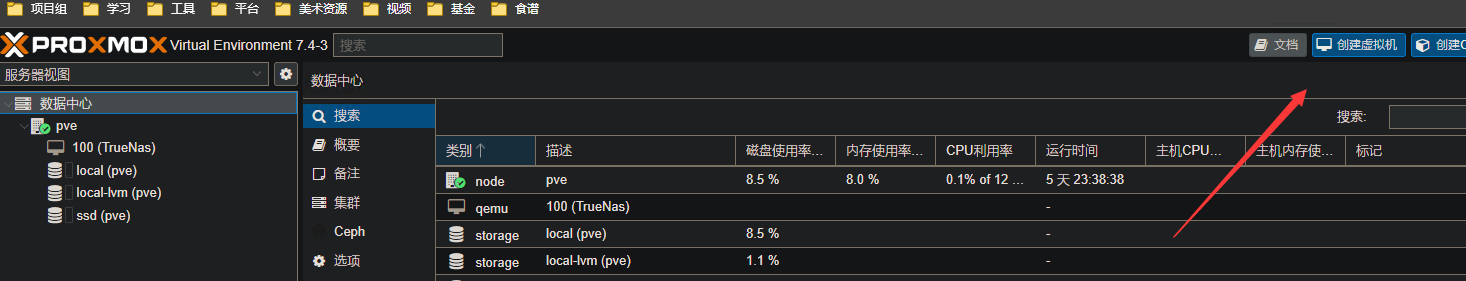 项目组 学习 工具 平台 美术资源 视频 基金 食谱
PROXMOX Virtual Environment 7.4-3 搜索 文档 创建虚拟机 创建C
服务器视图
数据中心
数据中心
pve
100 (TrueNas)
local (pve)
local-lvm (pve)
ssd (pve)
搜索
概要
备注
集群
Ceph
选项
搜索:
类别↑ 描述 磁盘使用率... 内存使用率... CPU利用率 运行时间 主机CPU... 主机内存使... 标记
node pve 8.5 % 8.0 % 0.1% of 12 ... 5 天 23:38:38
qemu 100 (TrueNas) -
storage local (pve) 8.5 % -
storage local-lvm (pve) 1.1 % -